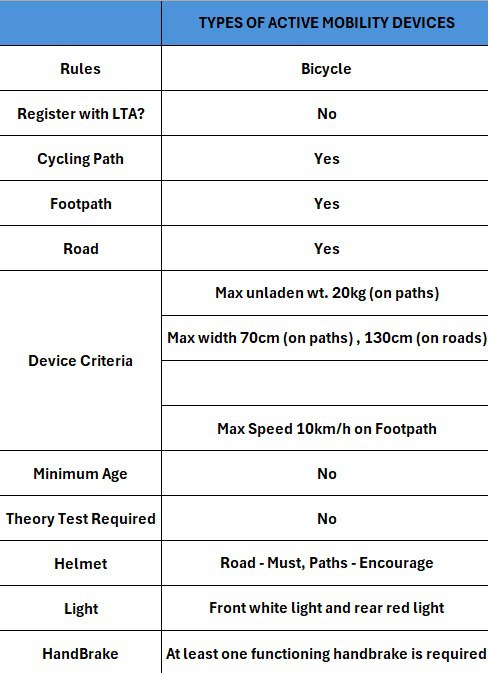 TYPES OF ACTIVE MOBILITY DEVICES
Rules Bicycle
Register with LTA? No
Cycling Path Yes
Footpath Yes
Road Yes
Device Criteria
Max unladen wt. 20kg (on paths)
Max width 70cm (on paths) , 130cm (on roads)
Max Speed 10km/h on Footpath
Minimum Age No
Theory Test Required No
Helmet Road - Must, Paths - Encourage
Light Front white light and rear red light
HandBrake At least one functioning handbrake is required